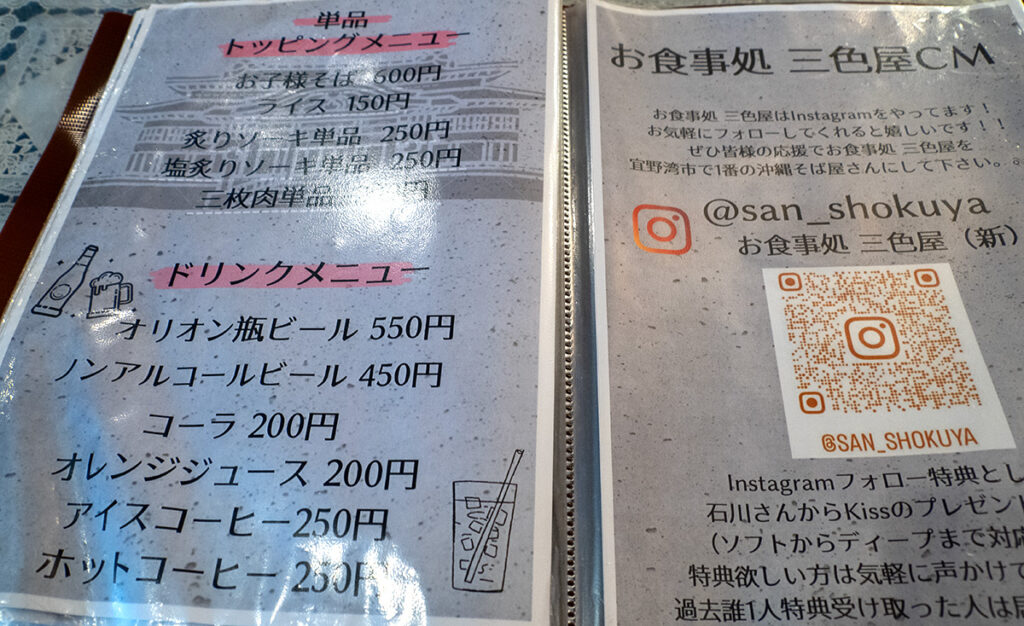 単品
トッピングメニュー
お子様そば 600円
ライス 150円
炙りソーキ単品 250円
塩炙りソーキ単品 250円
三枚肉単品 円
ドリンクメニュー
オリオン瓶ビール 550円
ノンアルコールビール 450円
コーラ 200円
オレンジジュース 200円
アイスコーヒー250円
ホットコーヒー 250円
お食事処 三色屋CM
お食事処 三色屋はInstagramをやってます！
お気軽にフォローしてくれると嬉しいです！！
ぜひ皆様の応援でお食事処 三色屋を
宜野湾市で1番の沖縄そば屋さんにして下さい。。
@san_shokuya
お食事処 三色屋（新）
@SAN_SHOKUYA
Instagramフォロー特典とし
石川さんからKissのプレゼント
（ソフトからディープまで対応
特典欲しい方は気軽に声かけて
過去誰1人特典受け取った人は居